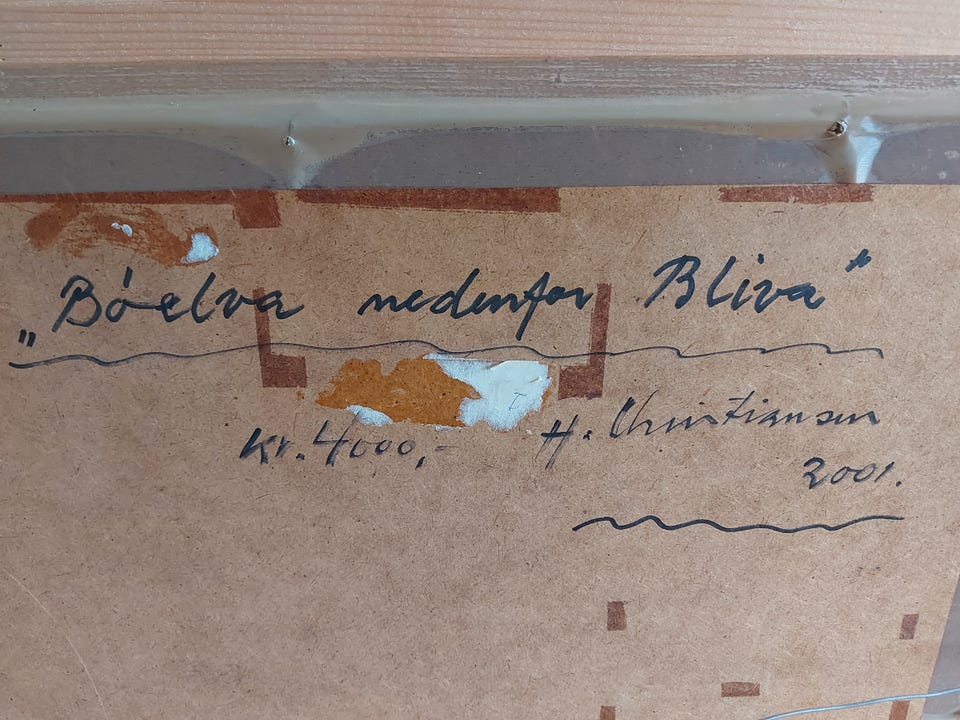 „Bóelva nedenfor Bliva”
Kr. 4000,- H. Christiansen
2001.